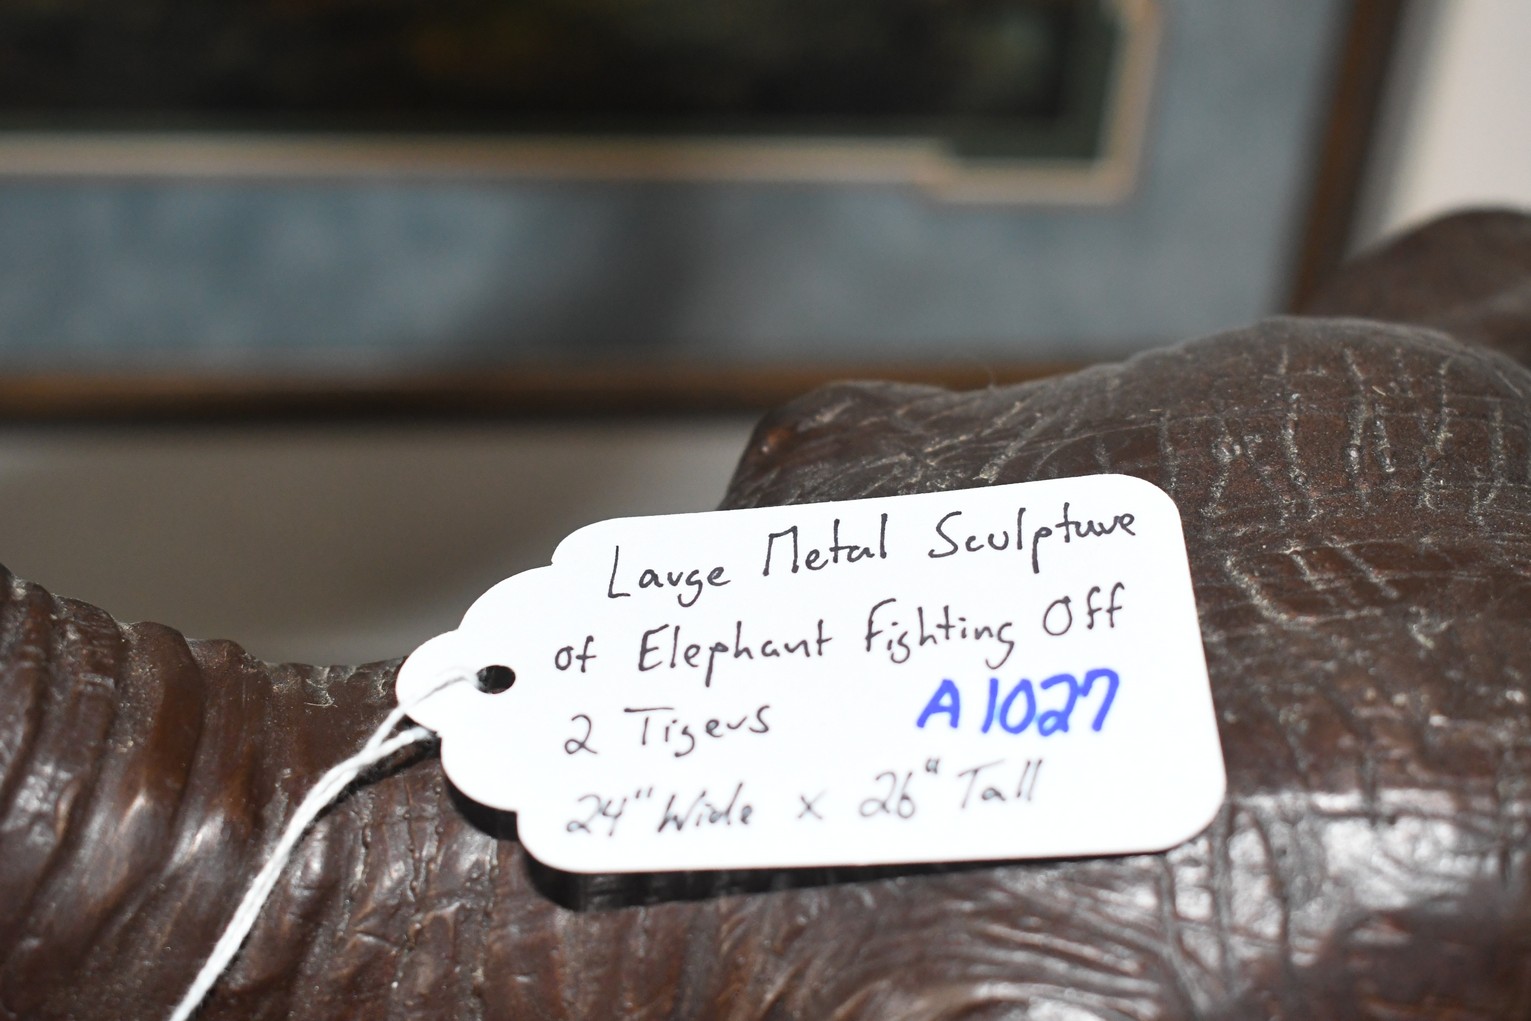 Large Metal Sculpture
of Elephant Fighting Off
2 Tigers A1027
24" Wide x 26" Tall